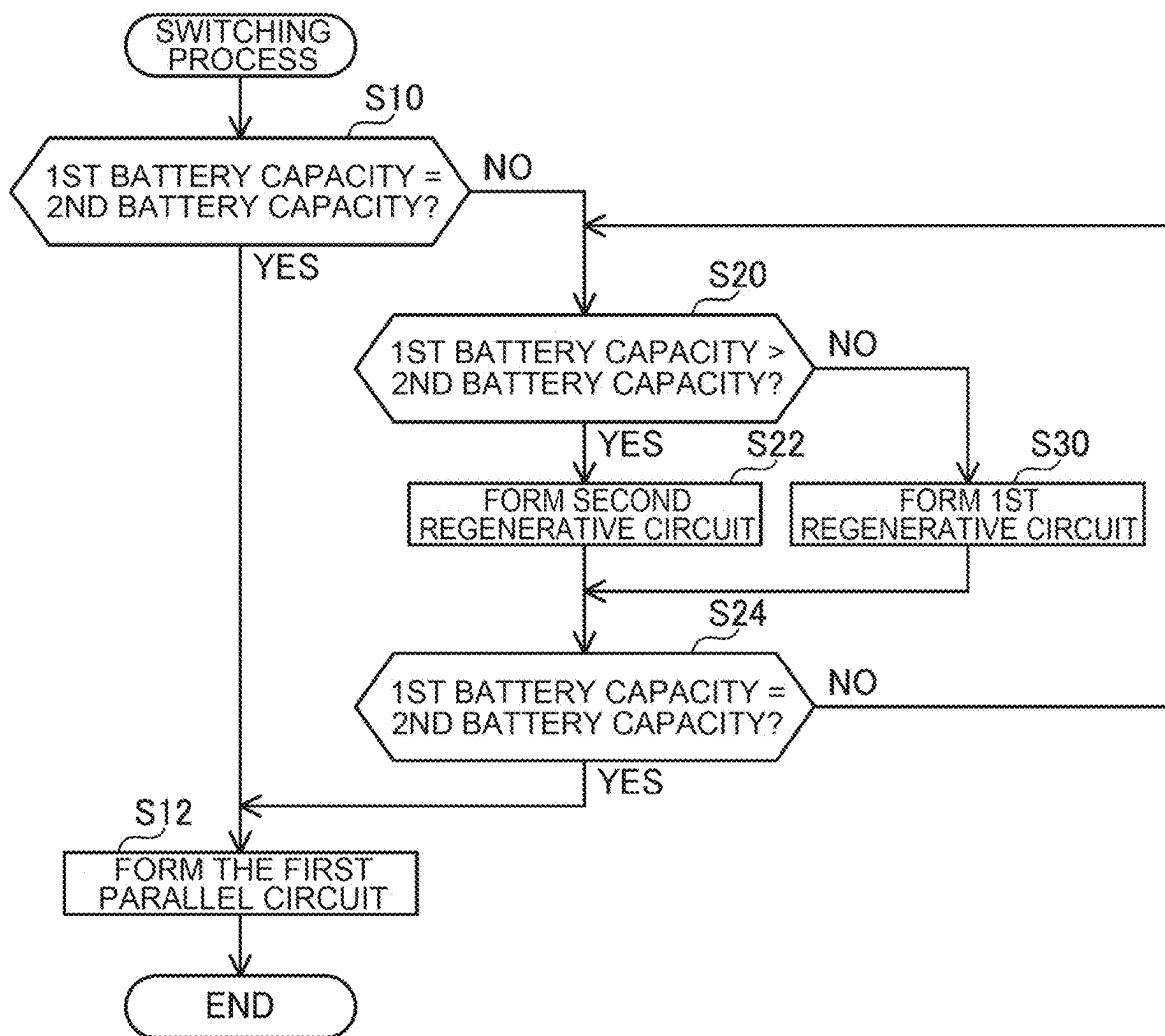 SWITCHING
PROCESS
S10
1ST BATTERY CAPACITY =
2ND BATTERY CAPACITY?
NO
YES
S20
1ST BATTERY CAPACITY >
2ND BATTERY CAPACITY?
NO
YES
S22
FORM SECOND
REGENERATIVE CIRCUIT
S30
FORM 1ST
REGENERATIVE CIRCUIT
S24
1ST BATTERY CAPACITY =
2ND BATTERY CAPACITY?
NO
YES
S12
FORM THE FIRST
PARALLEL CIRCUIT
END